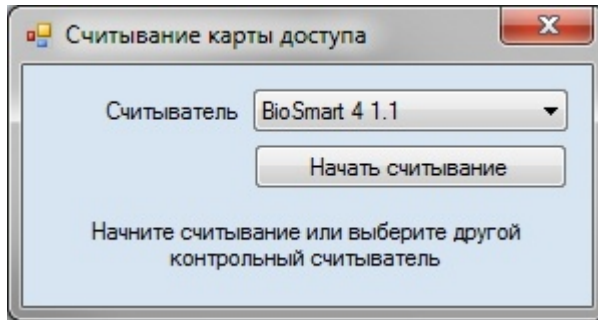 Считывание карты доступа
Считыватель BioSmart 4 1.1
Начать считывание
Начните считывание или выберите другой
контрольный считыватель